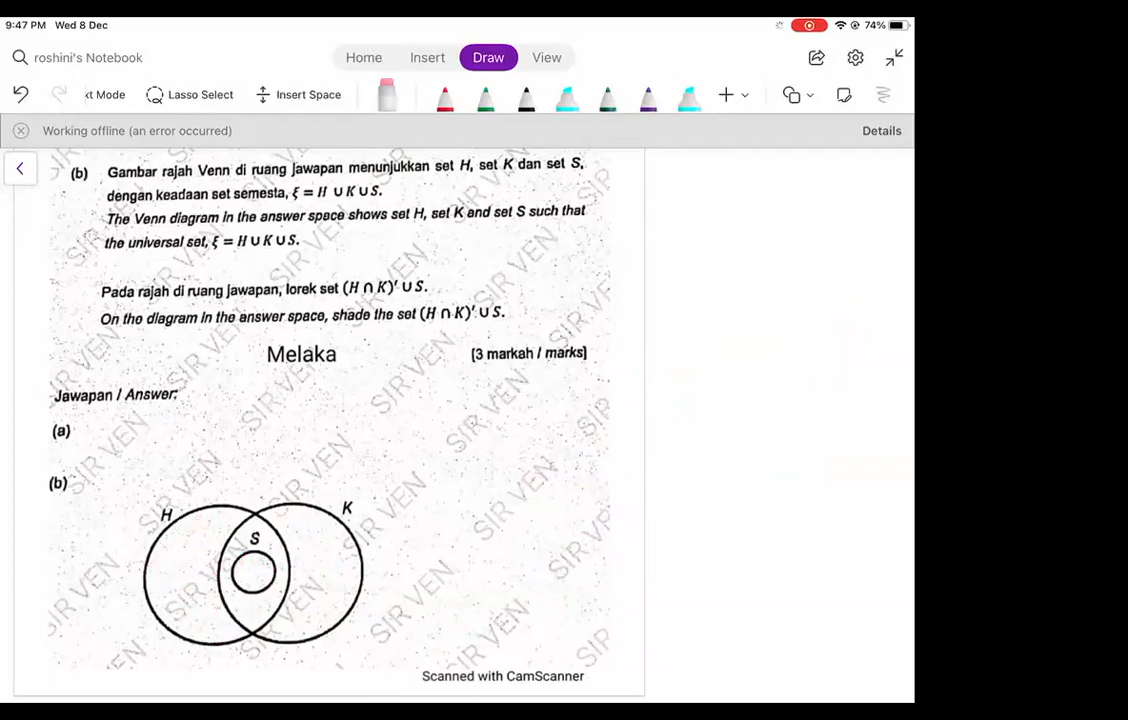 9:47 PM Wed 8 Dec
74%
roshini's Notebook
Home Insert Draw View
xt Mode Lasso Select Insert Space
Working offline (an error occurred)
Details
(b) Gambar rajah Venn di ruang jawapan menunjukkan set H, set K dan set S,
dengan keadaan set semesta, ξ = H ∪ K ∪ S.
The Venn diagram in the answer space shows set H, set K and set S such that
the universal set, ξ = H ∪ K ∪ S.
Pada rajah di ruang jawapan, lorek set (H ∩ K)' ∪ S.
On the diagram in the answer space, shade the set (H ∩ K)' ∪ S.
Melaka
[3 markah / marks]
Jawapan / Answer:
(a)
(b)
H
K
S
SIR VEN
Scanned with CamScanner